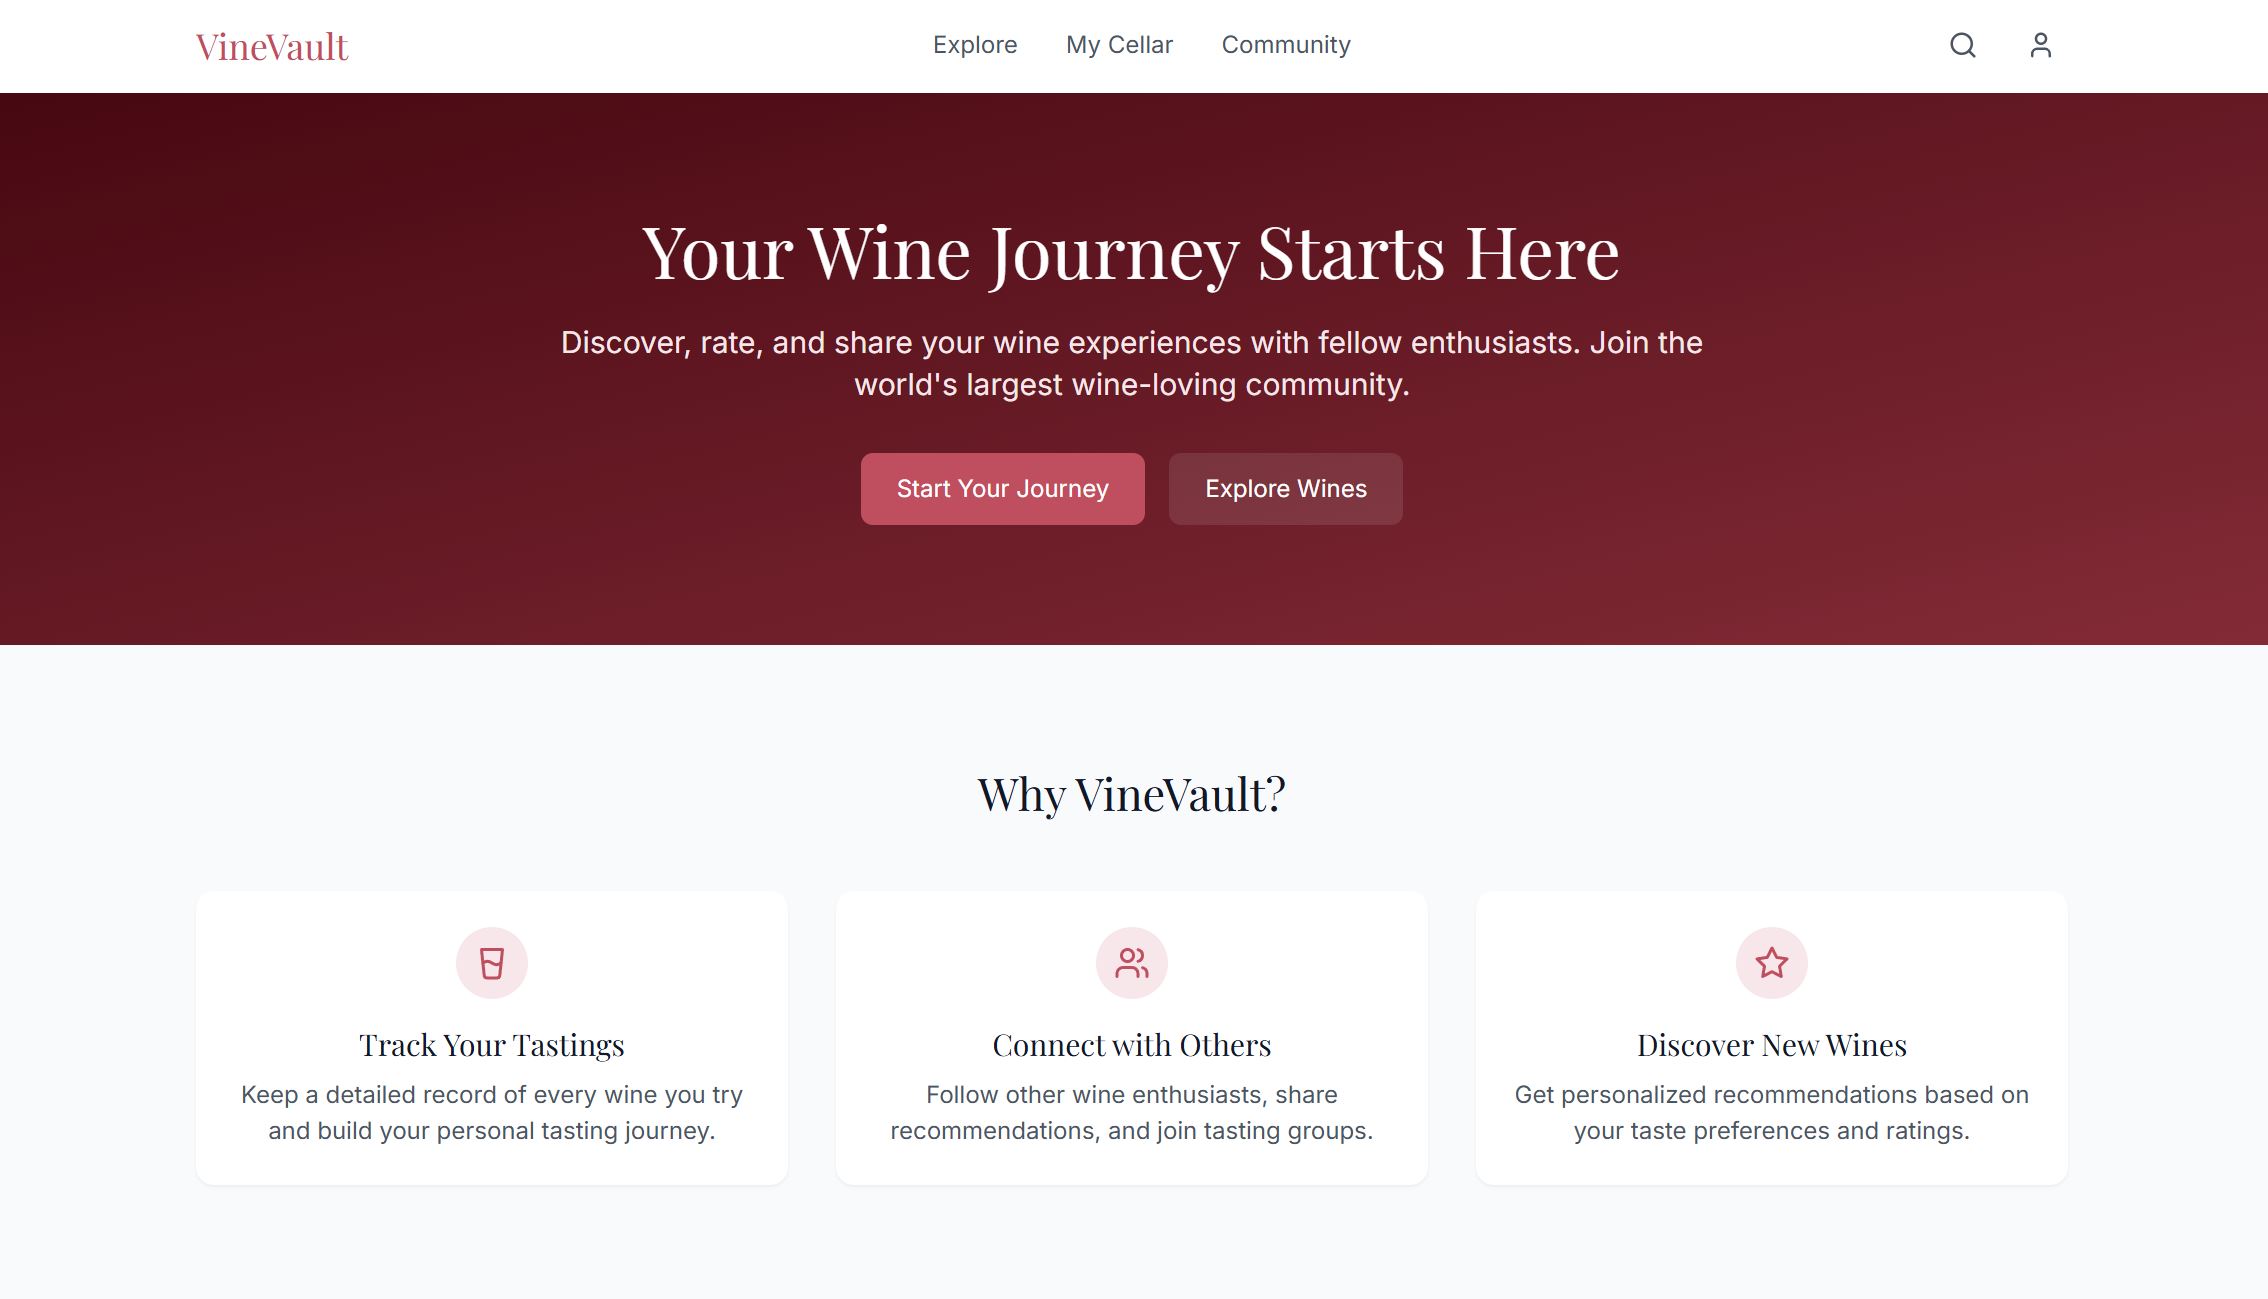 VineVault
Explore
My Cellar
Community
Your Wine Journey Starts Here
Discover, rate, and share your wine experiences with fellow enthusiasts. Join the
world's largest wine-loving community.
Start Your Journey
Explore Wines
Why VineVault?
Track Your Tastings
Keep a detailed record of every wine you try
and build your personal tasting journey.
Connect with Others
Follow other wine enthusiasts, share
recommendations, and join tasting groups.
Discover New Wines
Get personalized recommendations based on
your taste preferences and ratings.